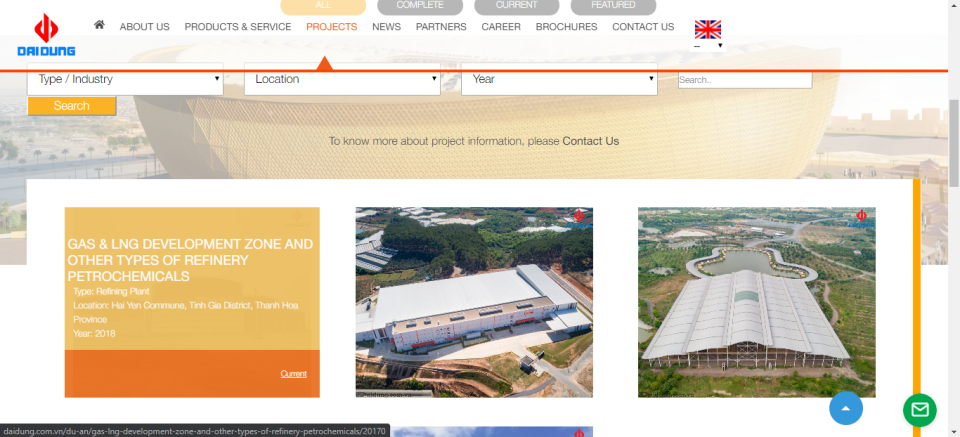 ALL COMPLETE CURRENT FEATURED
ABOUT US PRODUCTS & SERVICE PROJECTS NEWS PARTNERS CAREER BROCHURES CONTACT US
DAI DUNG
--
Type / Industry Location Year Search..
Search
To know more about project information, please Contact Us
GAS & LNG DEVELOPMENT ZONE AND
OTHER TYPES OF REFINERY
PETROCHEMICALS
Type: Refining Plant
Location: Hai Yen Commune, Tinh Gia District, Thanh Hoa
Province
Year: 2018
Current
daidung.com.vn/du-an/gas-lng-development-zone-and-other-types-of-refinery-petrochemicals/20170